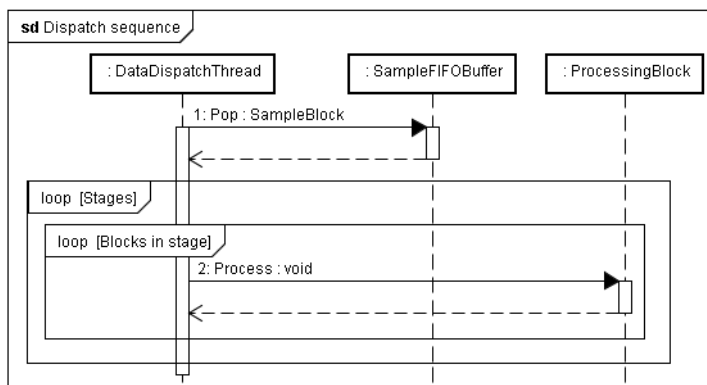 sd Dispatch sequence
: DataDispatchThread
: SampleFIFOBuffer
: ProcessingBlock
1: Pop : SampleBlock
loop [Stages]
loop [Blocks in stage]
2: Process : void